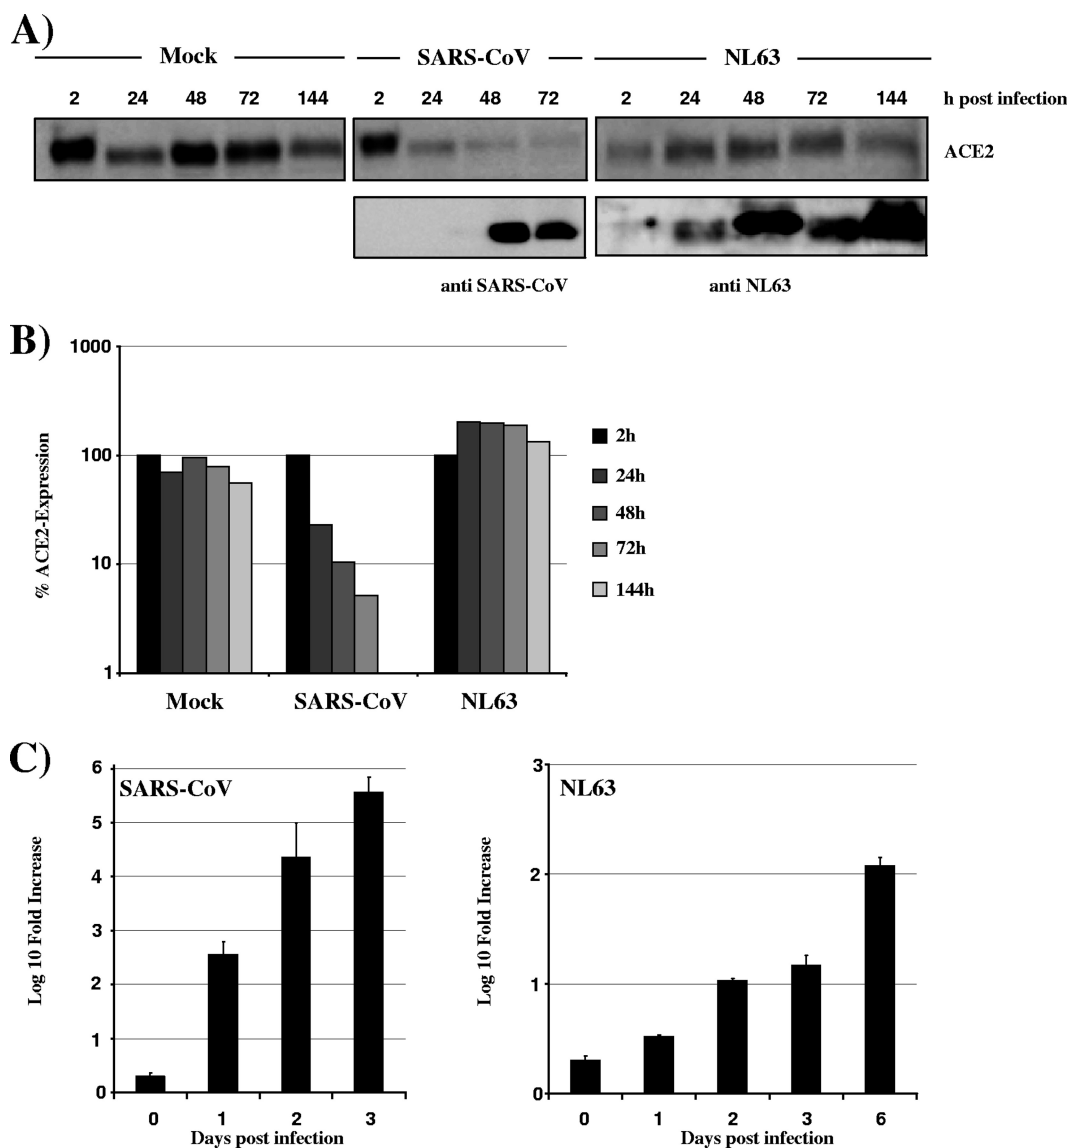 A)
Mock SARS-CoV NL63
2 24 48 72 144 2 24 48 72 2 24 48 72 144 h post infection
ACE2
anti SARS-CoV anti NL63
B)
1000
100
10
1
% ACE2-Expression
2h
24h
48h
72h
144h
Mock SARS-CoV NL63
C)
SARS-CoV
6
5
4
3
2
1
0
Log 10 Fold Increase
0 1 2 3
Days post infection
NL63
3
2
1
0
Log 10 Fold Increase
0 1 2 3 6
Days post infection